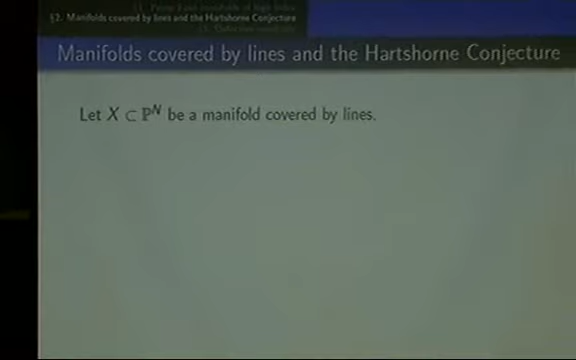 §2. Manifolds covered by lines and the Hartshorne Conjecture
Manifolds covered by lines and the Hartshorne Conjecture
Let X ⊂ ℙᴺ be a manifold covered by lines.